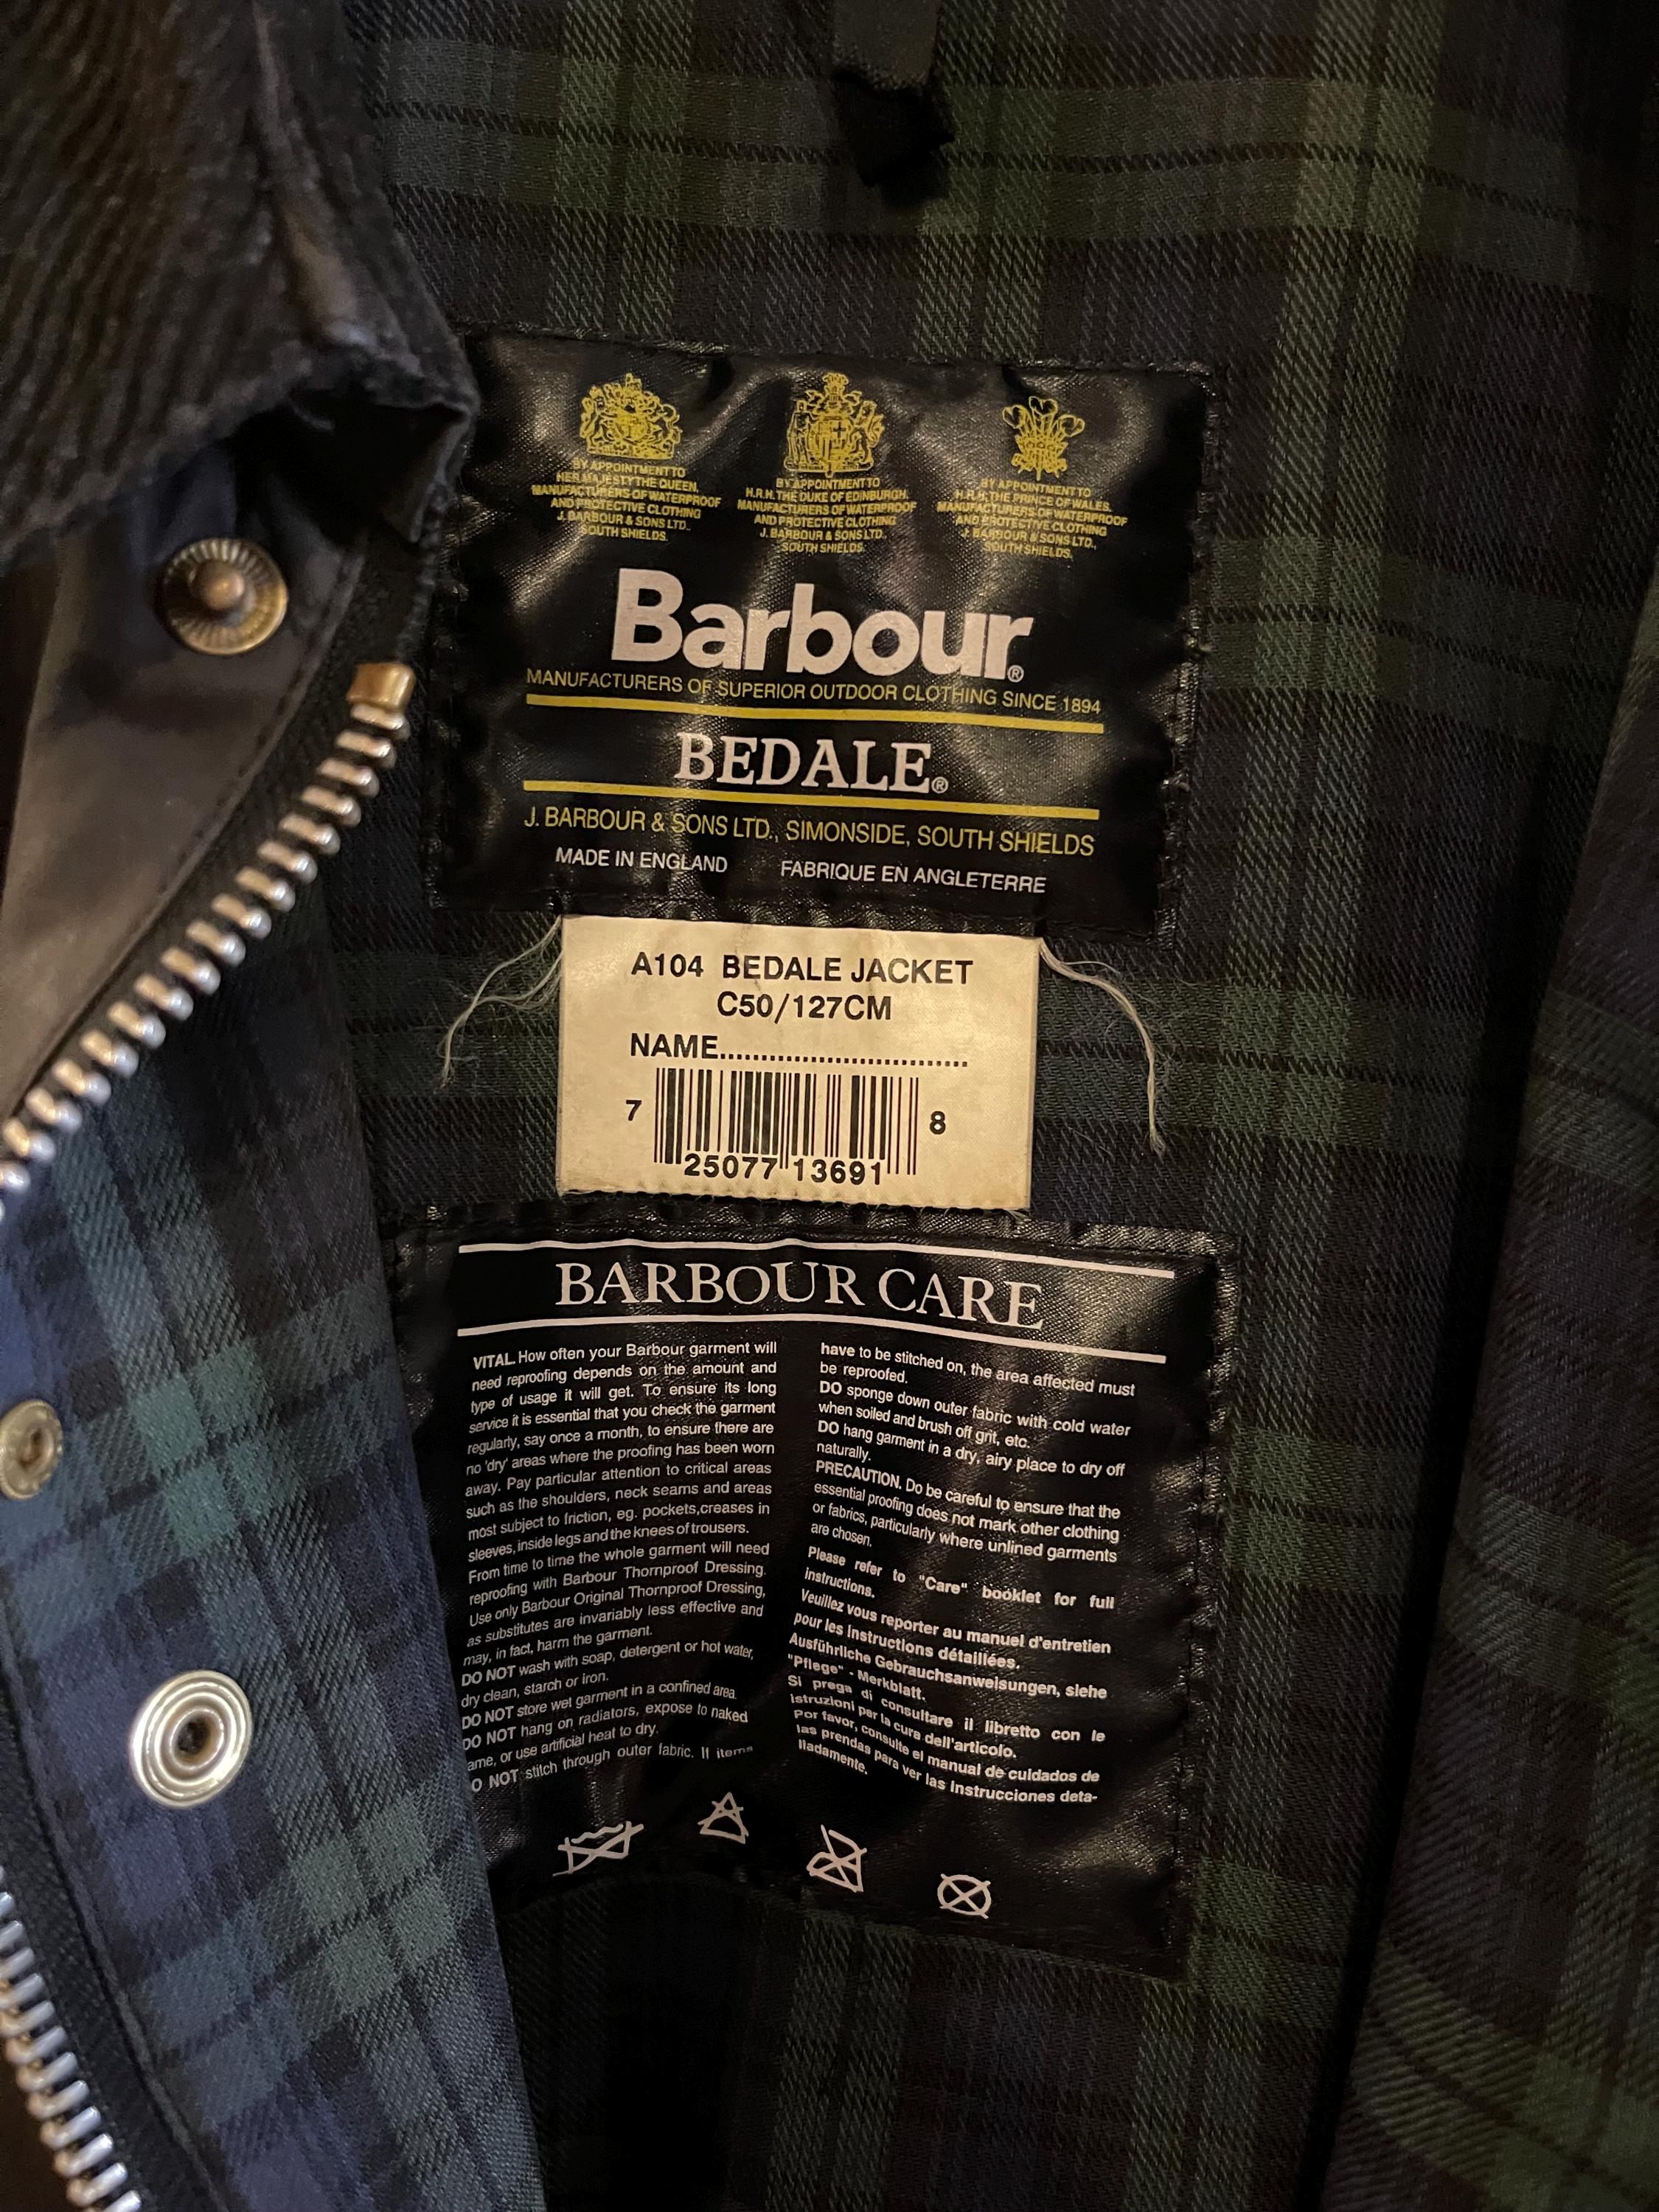 BY APPOINTMENT TO
HER MAJESTY THE QUEEN.
MANUFACTURERS OF WATERPROOF
AND PROTECTIVE CLOTHING
J. BARBOUR & SONS LTD.,
SOUTH SHIELDS.
BY APPOINTMENT TO
H.R.H. THE DUKE OF EDINBURGH.
MANUFACTURERS OF WATERPROOF
AND PROTECTIVE CLOTHING
J. BARBOUR & SONS LTD.,
SOUTH SHIELDS.
BY APPOINTMENT TO
H.R.H. THE PRINCE OF WALES.
MANUFACTURERS OF WATERPROOF
AND PROTECTIVE CLOTHING
J. BARBOUR & SONS LTD.,
SOUTH SHIELDS.
Barbour®
MANUFACTURERS OF SUPERIOR OUTDOOR CLOTHING SINCE 1894
BEDALE®
J. BARBOUR & SONS LTD., SIMONSIDE, SOUTH SHIELDS
MADE IN ENGLAND FABRIQUE EN ANGLETERRE
A104 BEDALE JACKET
C50/127CM
NAME..............................
7 25077 13691 8
BARBOUR CARE
VITAL. How often your Barbour garment will
need reproofing depends on the amount and
type of usage it will get. To ensure its long
service it is essential that you check the garment
regularly, say once a month, to ensure there are
no 'dry' areas where the proofing has been worn
away. Pay particular attention to critical areas
such as the shoulders, neck seams and areas
most subject to friction, eg. pockets,creases in
sleeves, inside legs and the knees of trousers.
From time to time the whole garment will need
reproofing with Barbour Thornproof Dressing.
Use only Barbour Original Thornproof Dressing,
as substitutes are invariably less effective and
may, in fact, harm the garment.
DO NOT wash with soap, detergent or hot water,
dry clean, starch or iron.
DO NOT store wet garment in a confined area.
DO NOT hang on radiators, expose to naked
ame, or use artificial heat to dry.
O NOT stitch through outer fabric. If items
have to be stitched on, the area affected must
be reproofed.
DO sponge down outer fabric with cold water
when soiled and brush off grit, etc.
DO hang garment in a dry, airy place to dry off
naturally.
PRECAUTION. Do be careful to ensure that the
essential proofing does not mark other clothing
or fabrics, particularly where unlined garments
are chosen.
Please refer to "Care" booklet for full
instructions.
Veuillez vous reporter au manuel d'entretien
pour les instructions détaillées.
Ausführliche Gebrauchsanweisungen, siehe
"Pflege" - Merkblatt.
Si prega di consultare il libretto con le
istruzioni per la cura dell'articolo.
Por favor, consulte el manual de cuidados de
las prendas para ver las instrucciones deta-
lladamente.